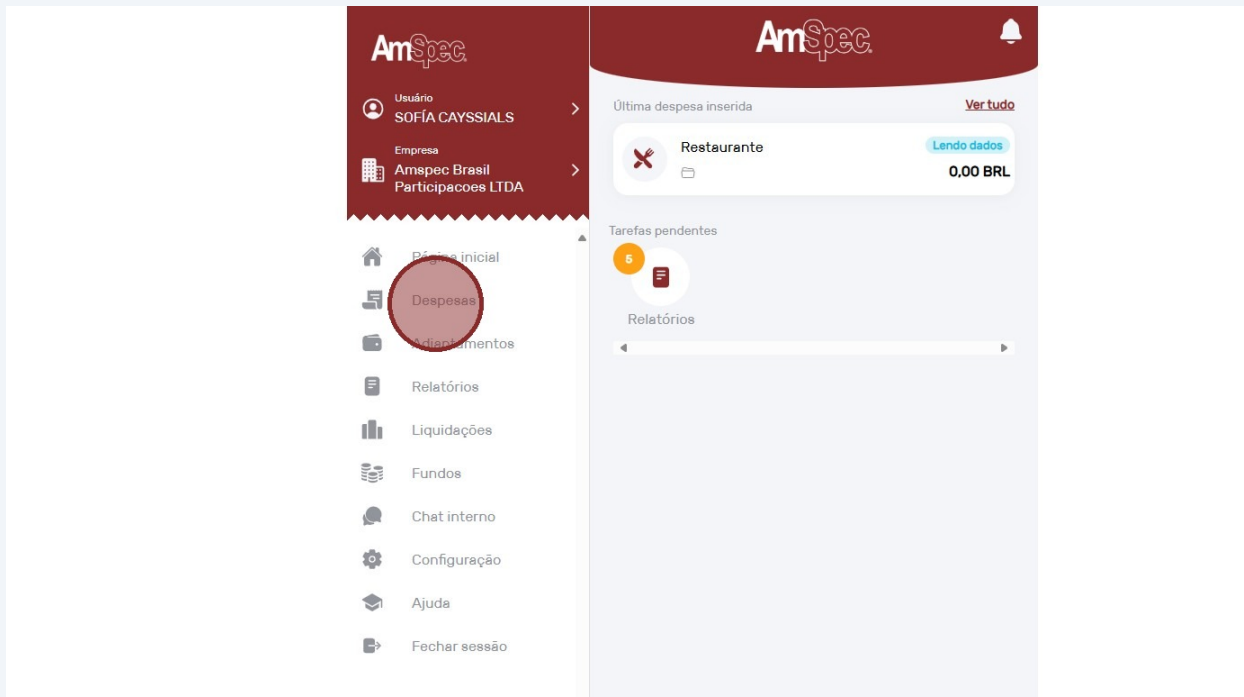 AmSpec
Usuário
SOFÍA CAYSSIALS
Empresa
Amspec Brasil
Participacoes LTDA
Página inicial
Despesas
Adiantamentos
Relatórios
Liquidações
Fundos
Chat interno
Configuração
Ajuda
Fechar sessão
AmSpec
Última despesa inserida
Ver tudo
Restaurante
Lendo dados
0,00 BRL
Tarefas pendentes
5
Relatórios